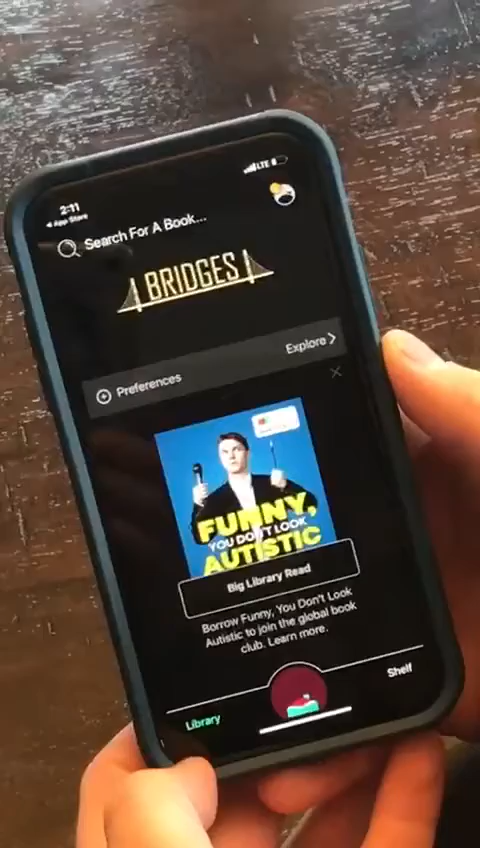 2:11
LTE
App Store
Search For A Book...
BRIDGES
Explore
Preferences
FUNNY,
YOU DON'T LOOK
AUTISTIC
Big Library Read
Borrow Funny, You Don't Look
Autistic to join the global book
club. Learn more.
Library
Shelf